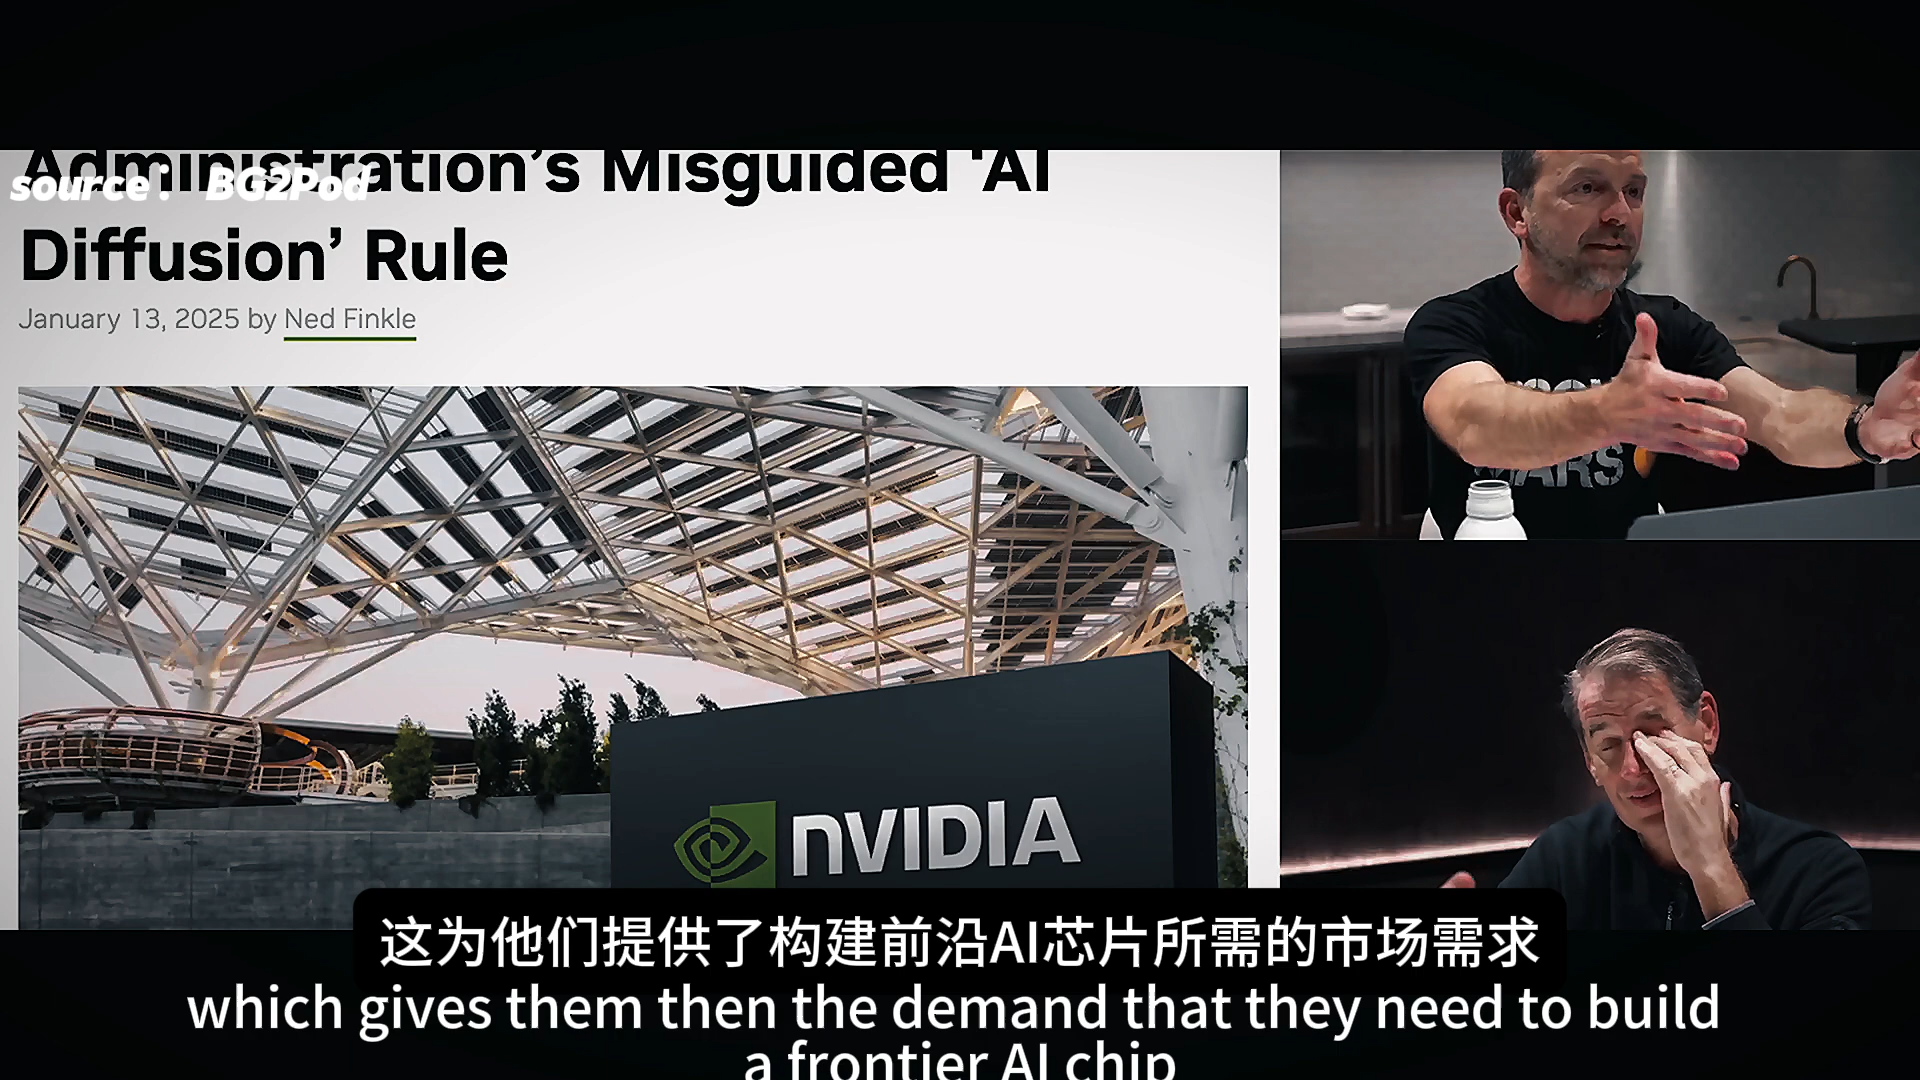 Administration's Misguided 'AI
source： BG2Pod
Diffusion' Rule
January 13, 2025 by Ned Finkle
NVIDIA
这为他们提供了构建前沿AI芯片所需的市场需求
which gives them then the demand that they need to build
a frontier AI chip